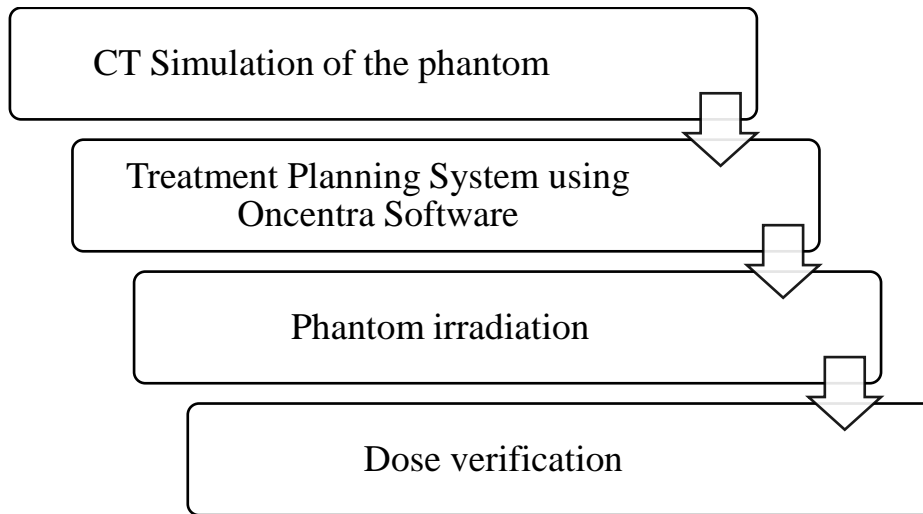 CT Simulation of the phantom
Treatment Planning System using
Oncentra Software
Phantom irradiation
Dose verification